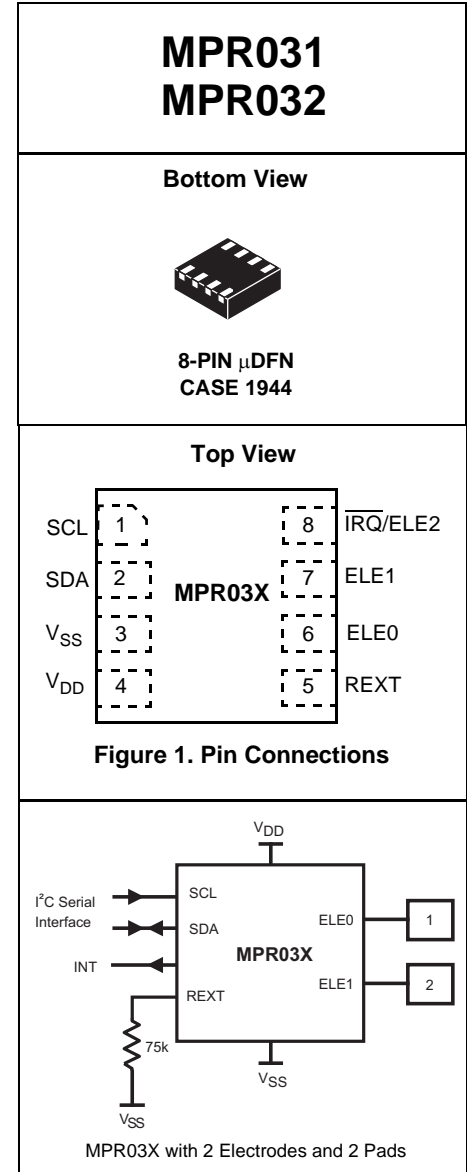 MPR031
MPR032
Bottom View
8-PIN μDFN
CASE 1944
Top View
SCL 1
8 IRQ/ELE2
SDA 2
7 ELE1
MPR03X
VSS 3
6 ELE0
VDD 4
5 REXT
Figure 1. Pin Connections
VDD
I²C Serial
Interface
SCL
SDA
INT
REXT
MPR03X
ELE0
1
ELE1
2
75k
VSS
VSS
MPR03X with 2 Electrodes and 2 Pads